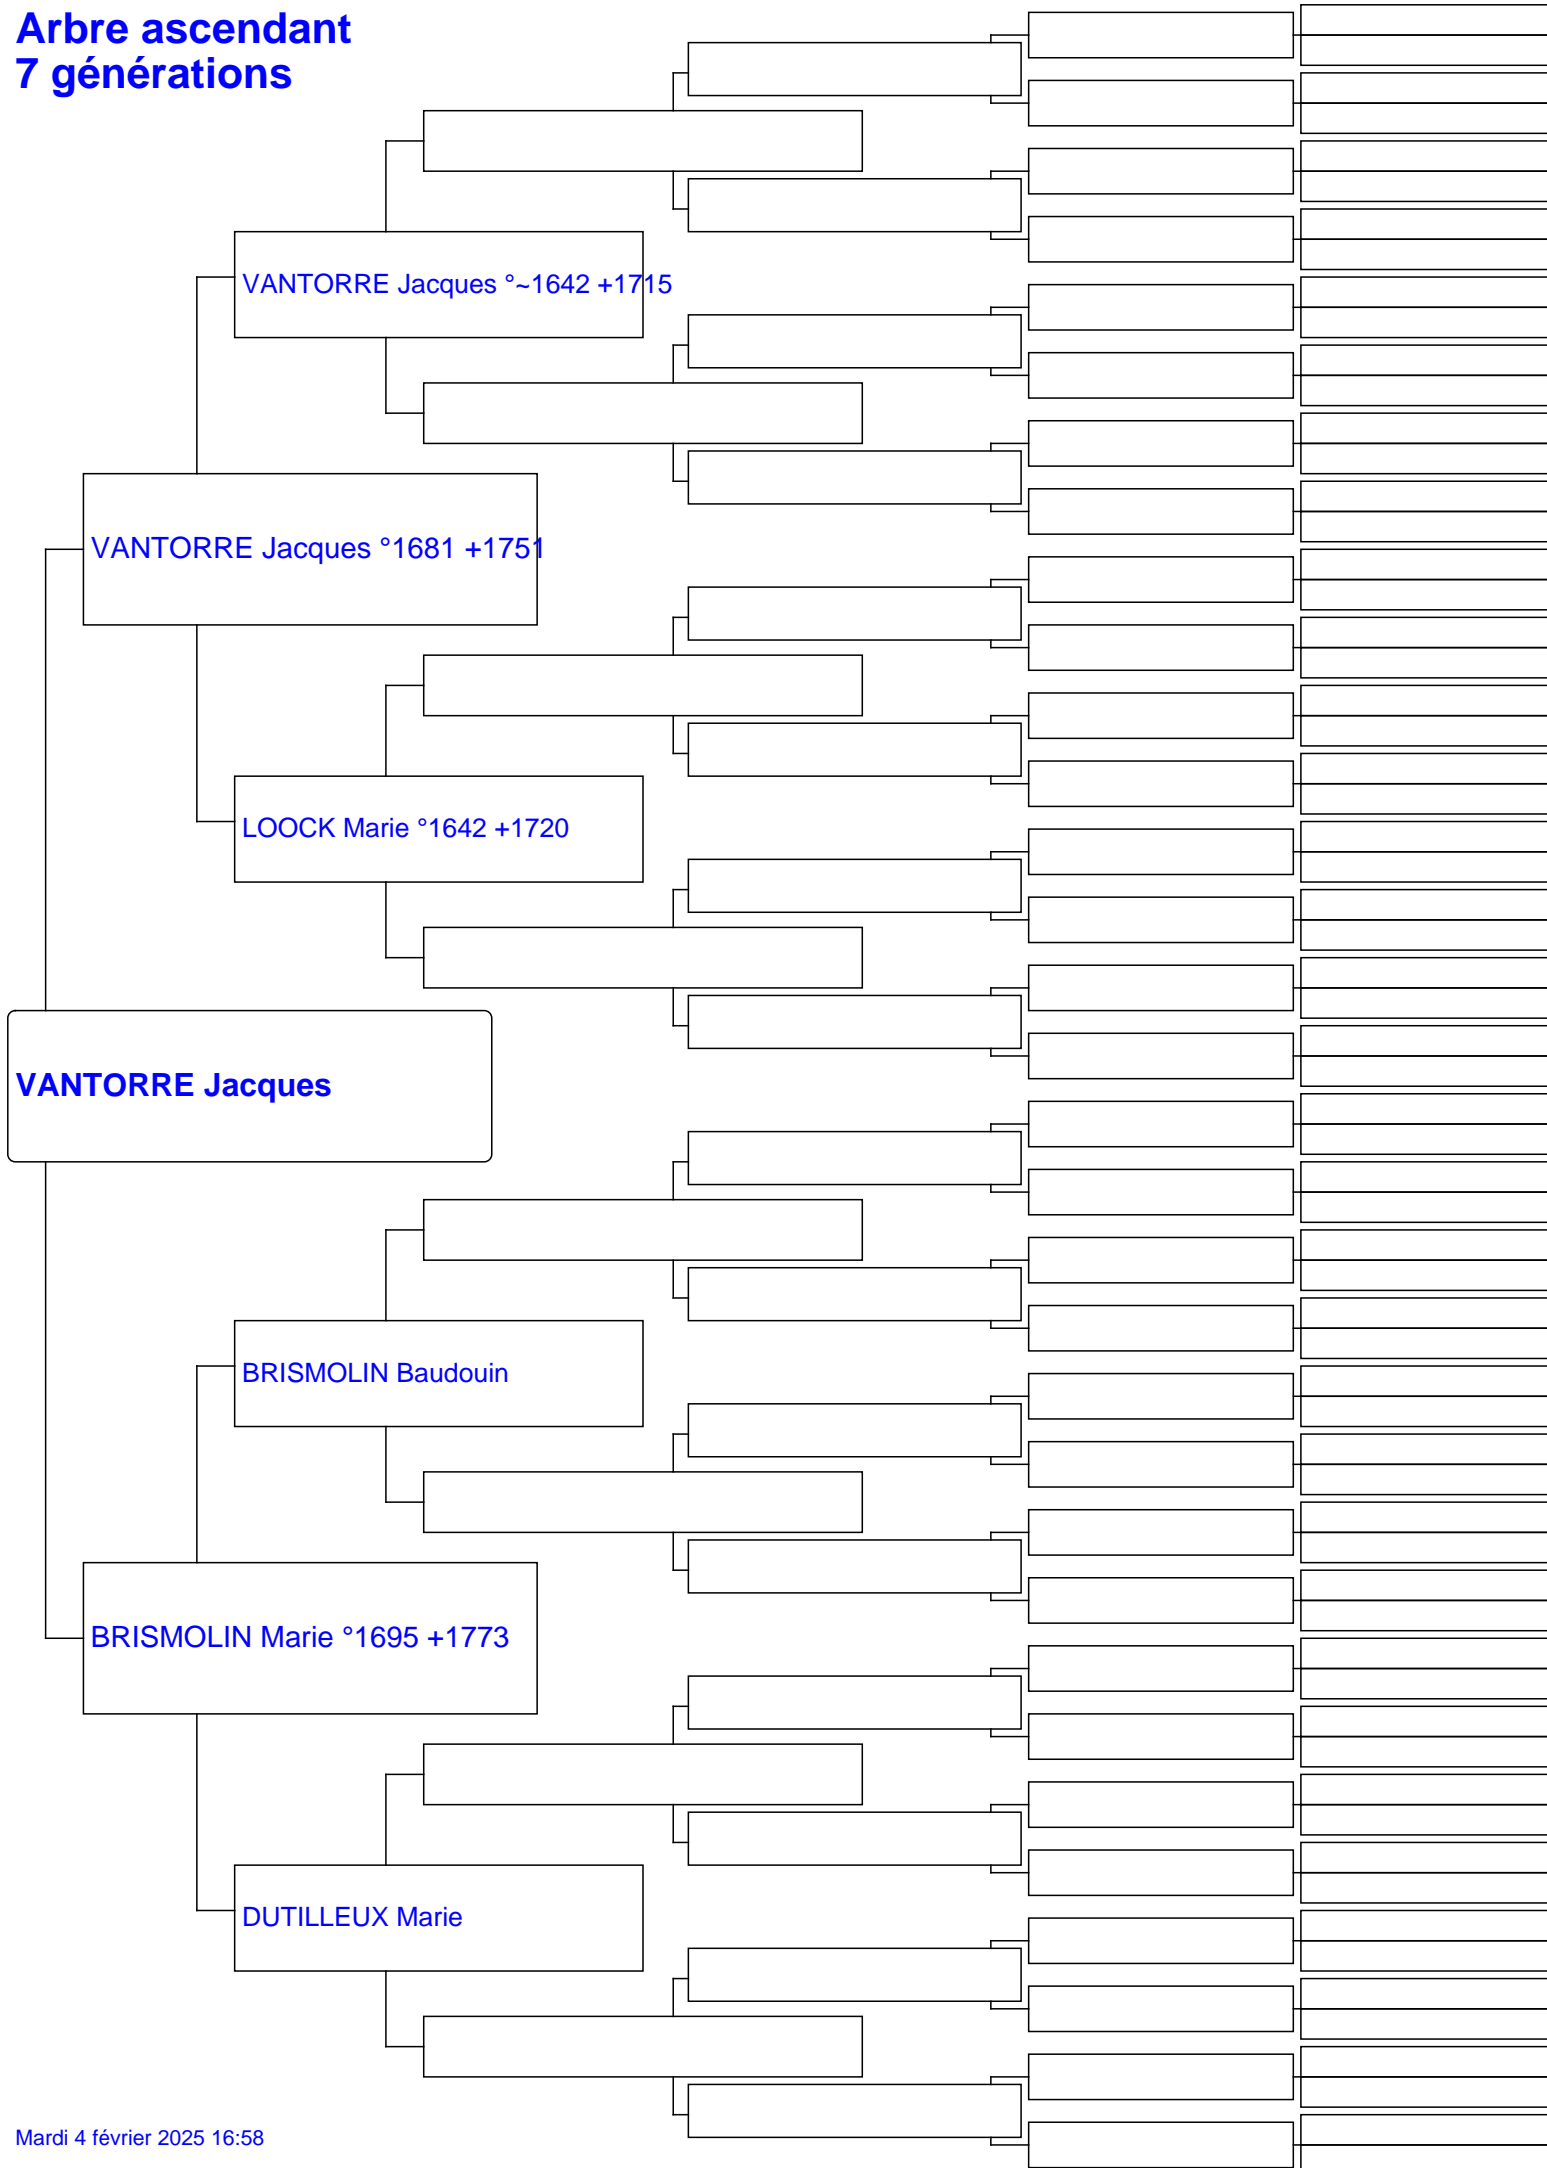 Arbre ascendant
7 générations
VANTORRE Jacques °~1642 +1715
VANTORRE Jacques °1681 +1751
LOOCK Marie °1642 +1720
VANTORRE Jacques
BRISMOLIN Baudouin
BRISMOLIN Marie °1695 +1773
DUTILLEUX Marie
Mardi 4 février 2025 16:58